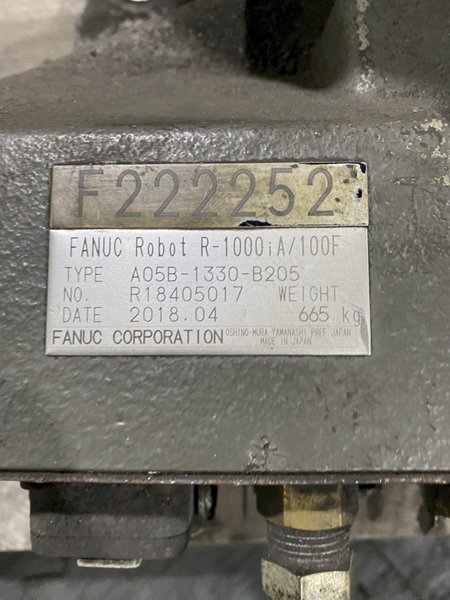 F222252
FANUC Robot R-1000iA/100F
TYPE A05B-1330-B205
NO. R18405017 WEIGHT
DATE 2018.04 665 kg
FANUC CORPORATION OSHINO-MURA YAMANASHI PREF. JAPAN
MADE IN JAPAN